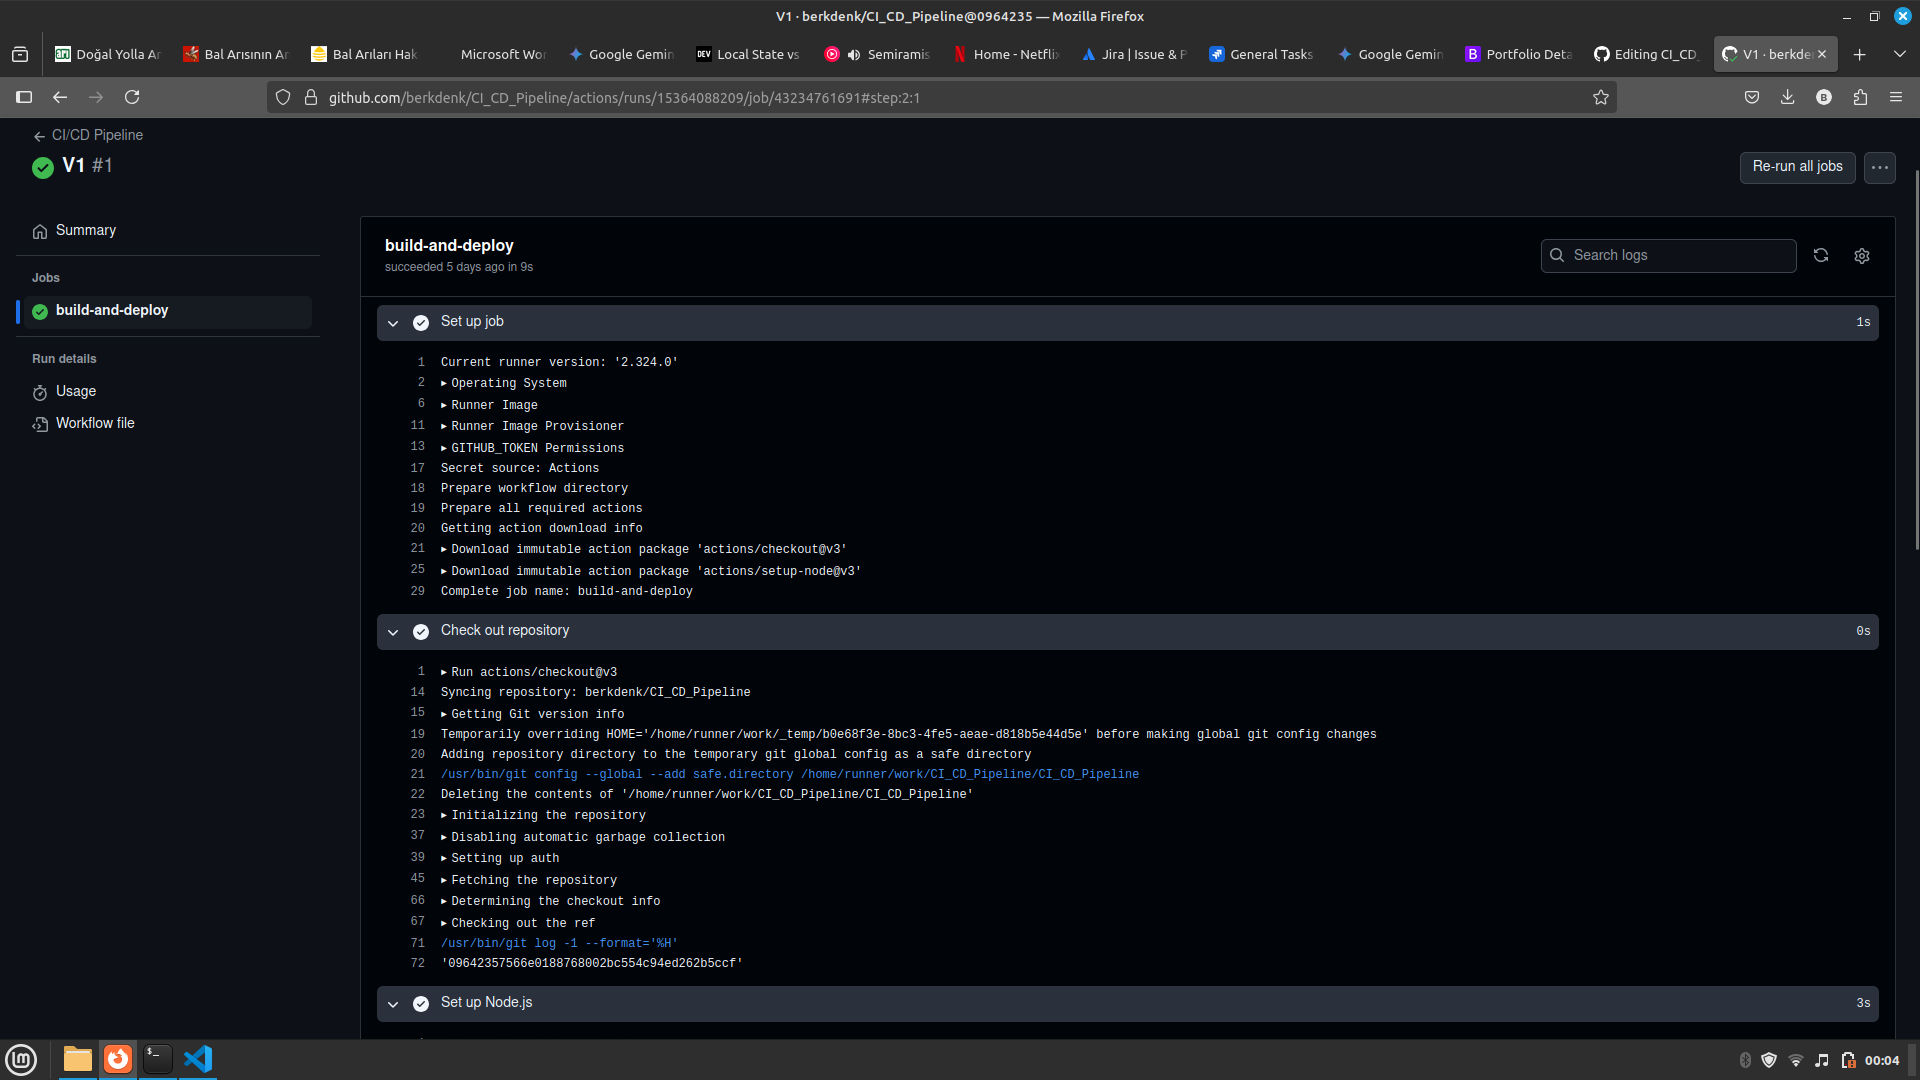 V1 · berkdenk/CI_CD_Pipeline@0964235 — Mozilla Firefox
Doğal Yolla Ar
Bal Arısının Ar
Bal Arıları Hak
Microsoft Wor
Google Gemin
DEV Local State vs
Semiramis
Home - Netflix
Jira | Issue & P
General Tasks
Google Gemin
B Portfolio Deta
Editing CI_CD_
V1 · berkden
github.com/berkdenk/CI_CD_Pipeline/actions/runs/15364088209/job/43234761691#step:2:1
B
CI/CD Pipeline
V1 #1
Re-run all jobs
Summary
Jobs
build-and-deploy
Run details
Usage
Workflow file
build-and-deploy
succeeded 5 days ago in 9s
Search logs
Set up job 1s
1 Current runner version: '2.324.0'
2 Operating System
6 Runner Image
11 Runner Image Provisioner
13 GITHUB_TOKEN Permissions
17 Secret source: Actions
18 Prepare workflow directory
19 Prepare all required actions
20 Getting action download info
21 Download immutable action package 'actions/checkout@v3'
25 Download immutable action package 'actions/setup-node@v3'
29 Complete job name: build-and-deploy
Check out repository 0s
1 Run actions/checkout@v3
14 Syncing repository: berkdenk/CI_CD_Pipeline
15 Getting Git version info
19 Temporarily overriding HOME='/home/runner/work/_temp/b0e68f3e-8bc3-4fe5-aeae-d818b5e44d5e' before making global git config changes
20 Adding repository directory to the temporary git global config as a safe directory
21 /usr/bin/git config --global --add safe.directory /home/runner/work/CI_CD_Pipeline/CI_CD_Pipeline
22 Deleting the contents of '/home/runner/work/CI_CD_Pipeline/CI_CD_Pipeline'
23 Initializing the repository
37 Disabling automatic garbage collection
39 Setting up auth
45 Fetching the repository
66 Determining the checkout info
67 Checking out the ref
71 /usr/bin/git log -1 --format='%H'
72 '09642357566e0188768002bc554c94ed262b5ccf'
Set up Node.js 3s
00:04